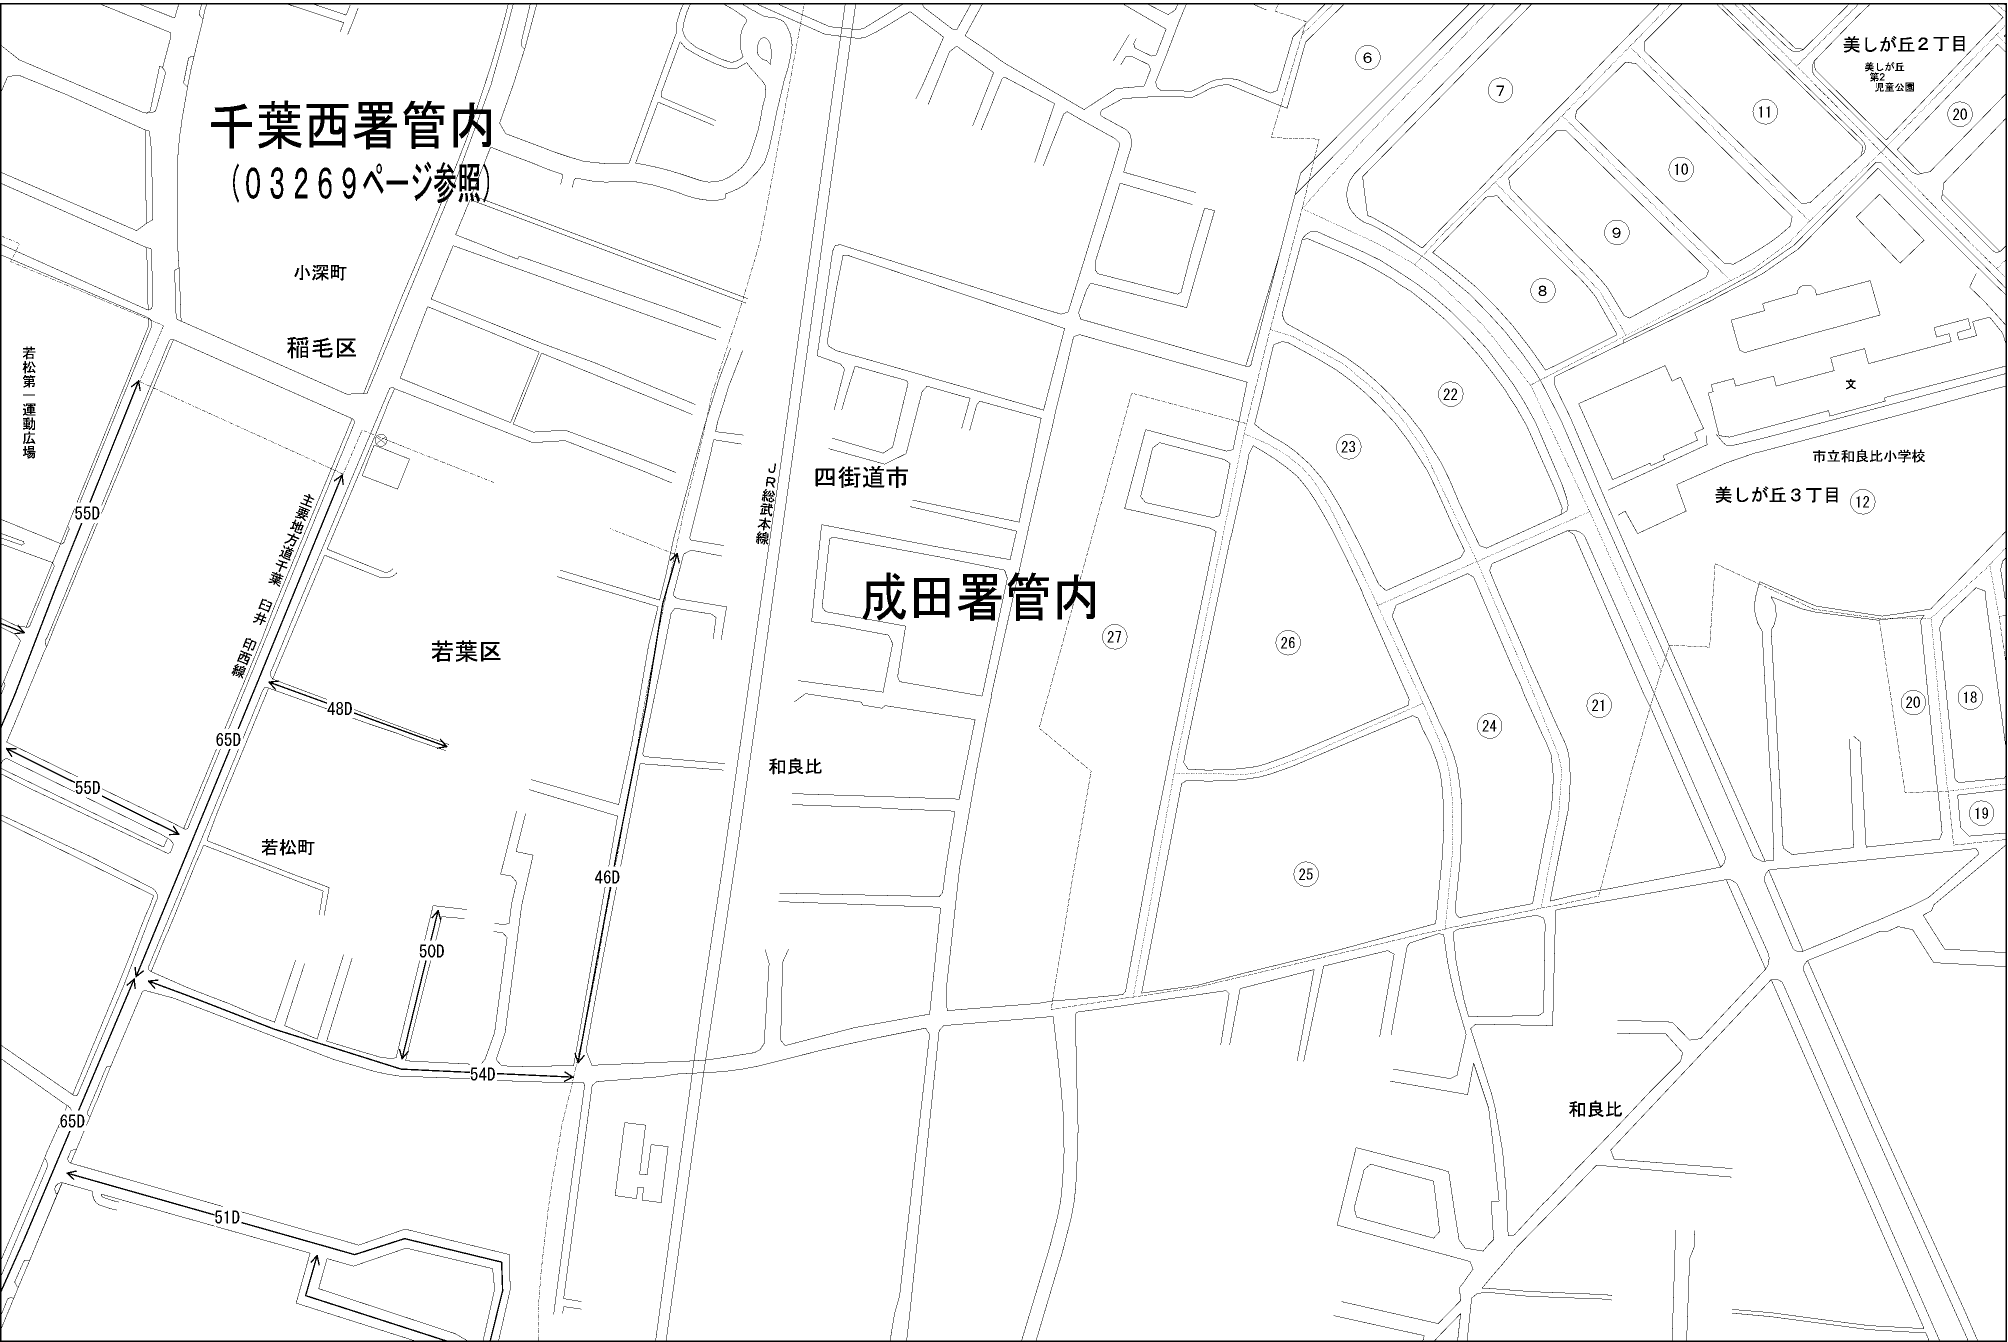 美しが丘２丁目
美しが丘
第2
児童公園
6
7
11
20
10
9
8
千葉西署管内
(０３２６９ページ参照)
小深町
稲毛区
若松第一運動広場
22
文
23
市立和良比小学校
美しが丘３丁目
12
四街道市
ＪＲ総武本線
55D
主要地方道千葉　臼井　印西線
成田署管内
27
26
若葉区
21
20
18
24
48D
65D
和良比
55D
19
若松町
25
46D
50D
54D
65D
和良比
51D